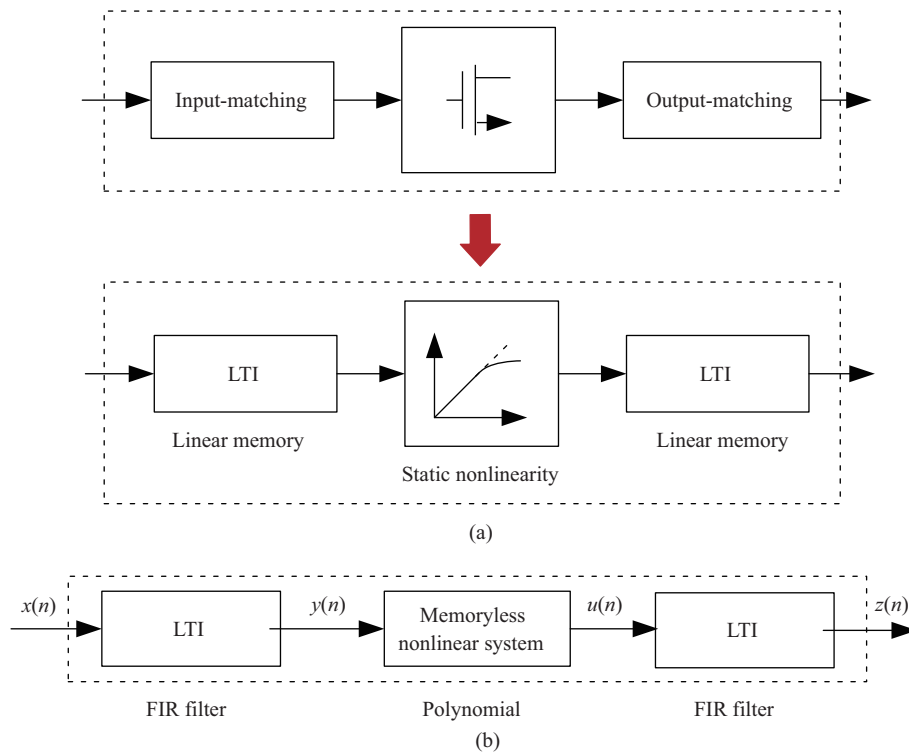 Input-matching
Output-matching
LTI
LTI
Linear memory
Linear memory
Static nonlinearity
(a)
x(n)
y(n)
u(n)
z(n)
LTI
Memoryless
nonlinear system
LTI
FIR filter
Polynomial
FIR filter
(b)